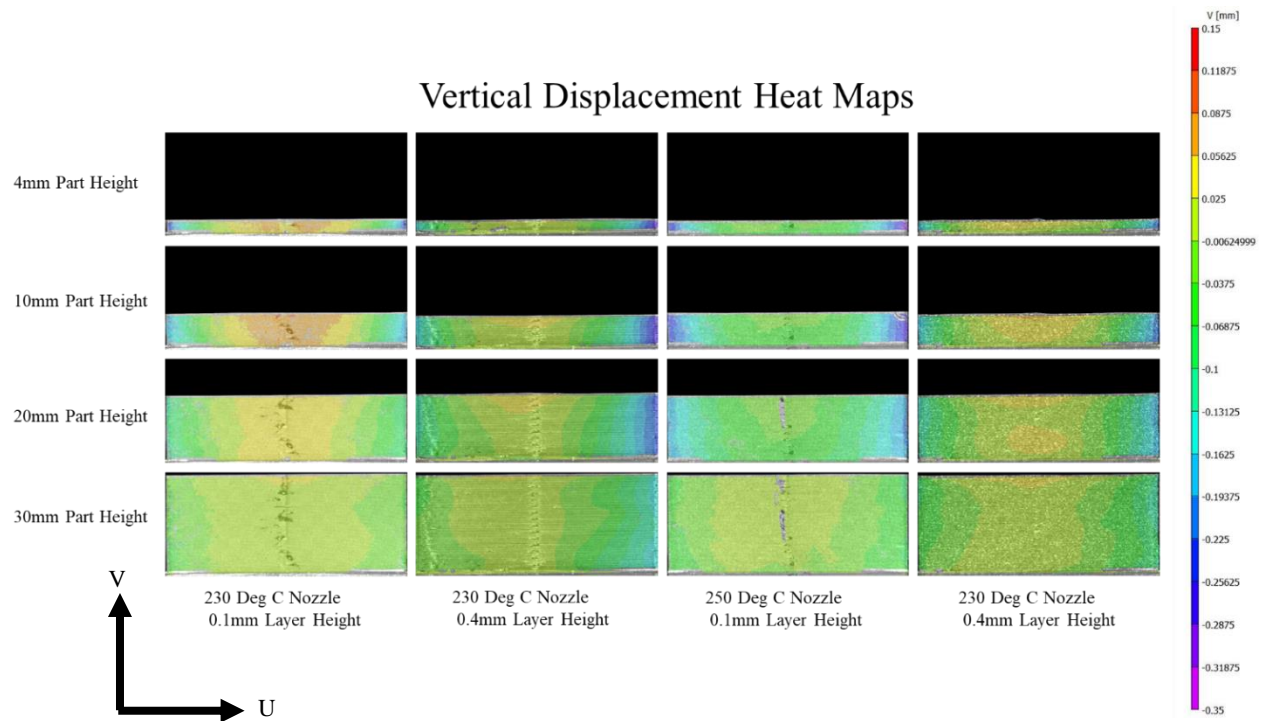 V [mm]
0.15
0.11875
0.0875
0.05625
0.025
-0.00624999
-0.0375
-0.06875
-0.1
-0.13125
-0.1625
-0.19375
-0.225
-0.25625
-0.2875
-0.31875
-0.35
Vertical Displacement Heat Maps
4mm Part Height
10mm Part Height
20mm Part Height
30mm Part Height
230 Deg C Nozzle
0.1mm Layer Height
230 Deg C Nozzle
0.4mm Layer Height
250 Deg C Nozzle
0.1mm Layer Height
230 Deg C Nozzle
0.4mm Layer Height
V
U